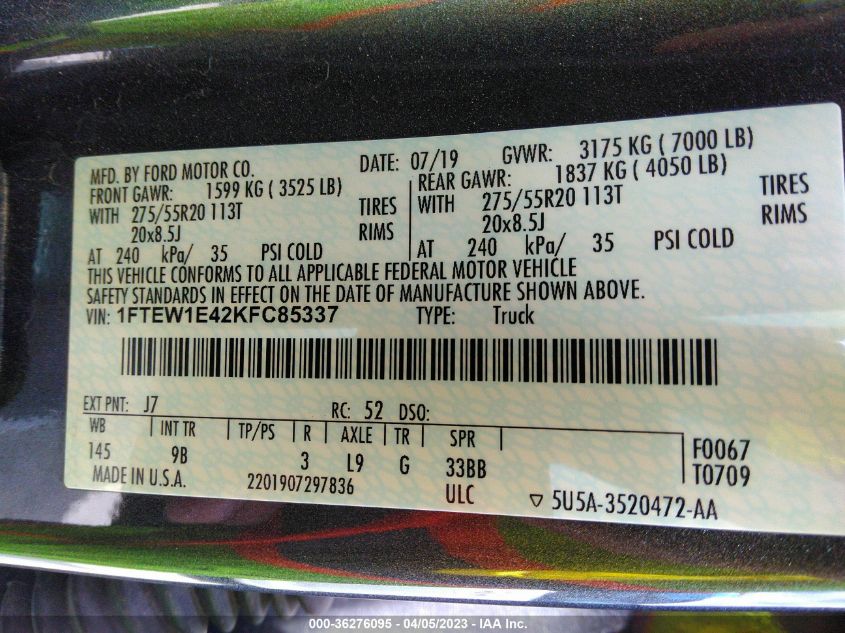 MFD. BY FORD MOTOR CO. DATE: 07/19 GVWR: 3175 KG ( 7000 LB)
FRONT GAWR: 1599 KG ( 3525 LB) REAR GAWR: 1837 KG ( 4050 LB)
WITH 275/55R20 113T TIRES WITH 275/55R20 113T TIRES
20x8.5J RIMS 20x8.5J RIMS
AT 240 kPa/ 35 PSI COLD AT 240 kPa/ 35 PSI COLD
THIS VEHICLE CONFORMS TO ALL APPLICABLE FEDERAL MOTOR VEHICLE
SAFETY STANDARDS IN EFFECT ON THE DATE OF MANUFACTURE SHOWN ABOVE.
VIN: 1FTEW1E42KFC85337 TYPE: Truck
EXT PNT: J7 RC: 52 DSO:
WB INT TR TP/PS R AXLE TR SPR F0067
145 9B 3 L9 G 33BB T0709
MADE IN U.S.A. 2201907297836 ULC 5U5A-3520472-AA
000-36276095 - 04/05/2023 - IAA Inc.